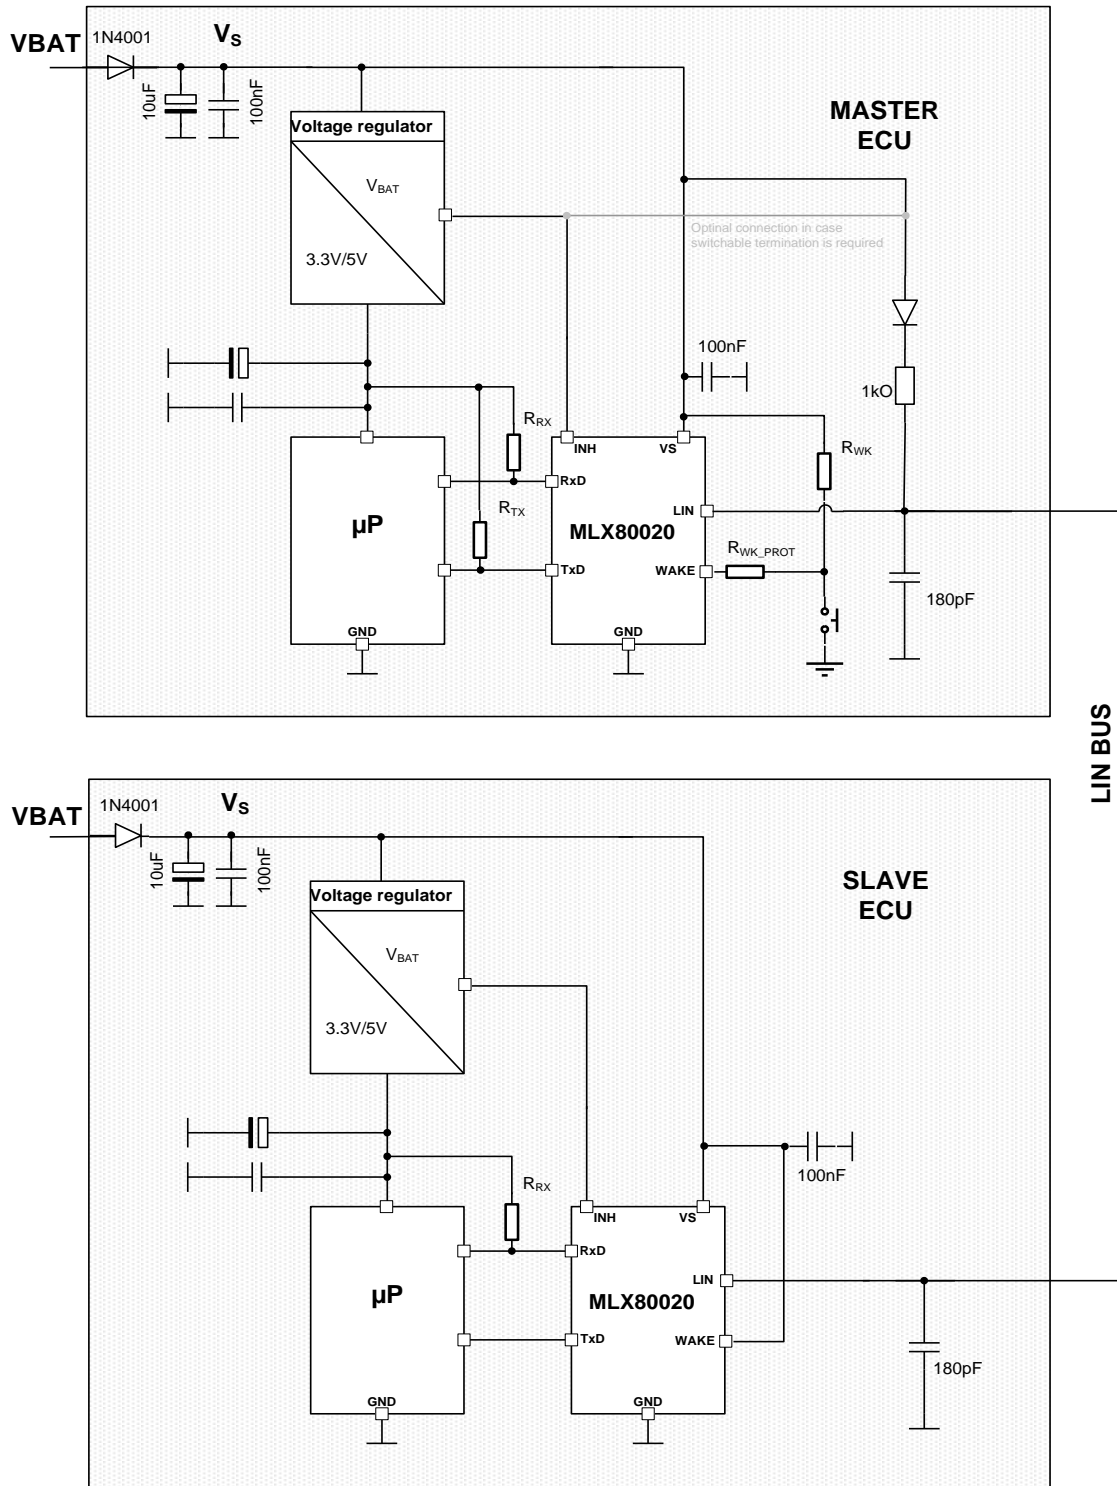 VBAT
1N4001
VS
10uF
100nF
MASTER
ECU
Voltage regulator
VBAT
3.3V/5V
Optinal connection in case
switchable termination is required
100nF
1kO
RRX
INH
VS
RWK
RxD
RTX
µP
LIN
MLX80020
RWK_PROT
TxD
WAKE
180pF
GND
GND
LIN BUS
VBAT
1N4001
VS
10uF
100nF
SLAVE
ECU
Voltage regulator
VBAT
3.3V/5V
100nF
RRX
INH
VS
RxD
LIN
µP
MLX80020
TxD
WAKE
180pF
GND
GND